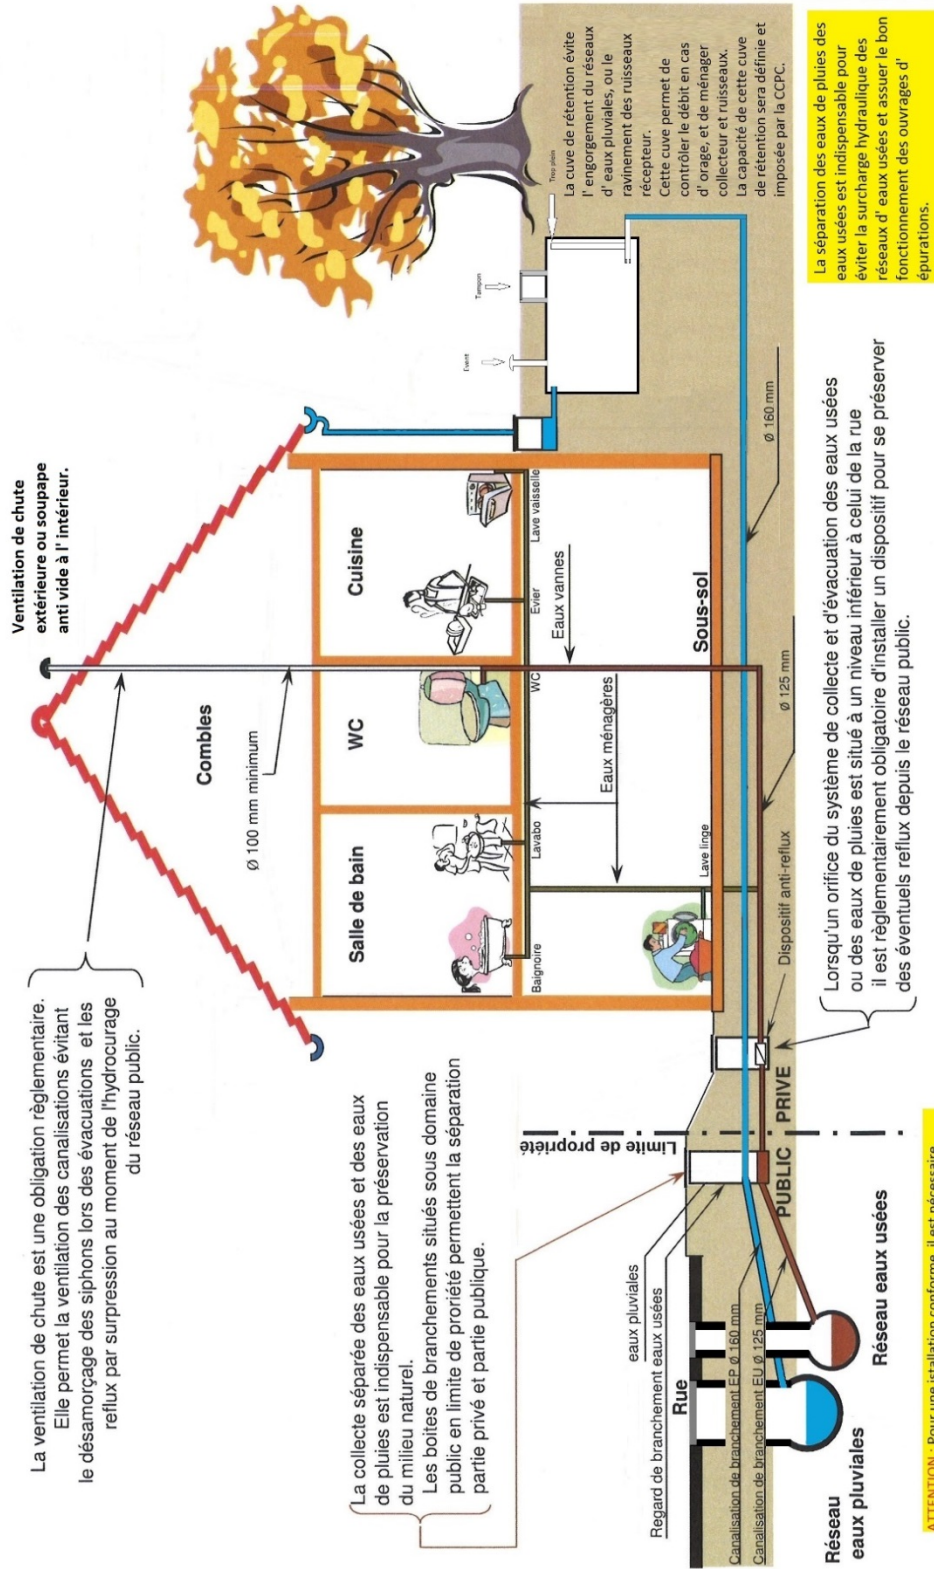 La ventilation de chute est une obligation règlementaire.
Elle permet la ventilation des canalisations évitant
le désamorçage des siphons lors des évacuations et les
reflux par surpression au moment de l'hydrocurage
du réseau public.
Ventilation de chute
extérieure ou soupape
anti vide à l' intérieur.
Combles
Ø 100 mm minimum
La collecte séparée des eaux usées et des eaux
de pluies est indispensable pour la préservation
du milieu naturel.
Les boites de branchements situés sous domaine
public en limite de proriété permettent la séparation
partie privé et partie publique.
Salle de bain
WC
Cuisine
Baignoire
Lavabo
WC
Evier
Lave vaisselle
Eaux ménagères
Eaux vannes
Lave linge
Sous-sol
Event
Tampon
Trop plein
La cuve de rétention évite
l' engorgement du réseaux
d' eaux pluviales, ou le
ravinement des ruisseaux
récepteur.
Cette cuve permet de
contrôler le débit en cas
d' orage, et de ménager
collecteur et ruisseaux.
La capacité de cette cuve
de rétention sera définie et
imposée par la CCPC.
eaux pluviales
Regard de branchement eaux usées
Rue
Canalisation de branchement EP Ø 160 mm
Canalisation de branchement EU Ø 125 mm
Limite de propriété
PUBLIC
PRIVE
Dispositif anti-reflux
Ø 125 mm
Ø 160 mm
Réseau
eaux pluviales
Réseau eaux usées
Lorsqu'un orifice du système de collecte et d'évacuation des eaux usées
ou des eaux de pluies est situé à un niveau inférieur à celui de la rue
il est règlementairement obligatoire d'installer un dispositif pour se préserver
des éventuels reflux depuis le réseau public.
La séparation des eaux de pluies des
eaux usées est indispensable pour
éviter la surcharge hydraulique des
réseaux d' eaux usées et assuer le bon
fonctionnement des ouvrages d'
épurations.
ATTENTION : Pour une istallation conforme, il est nécessaire